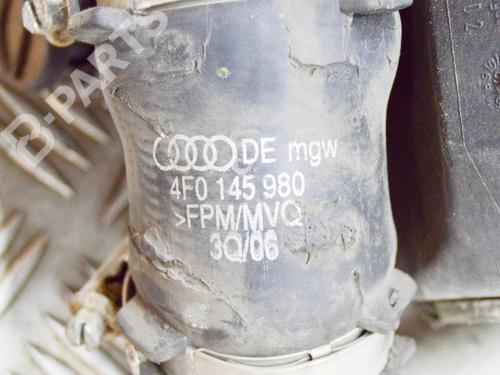 B-PARTS
DE mgw
4F0 145 980
>FPM/MVQ
3Q/06